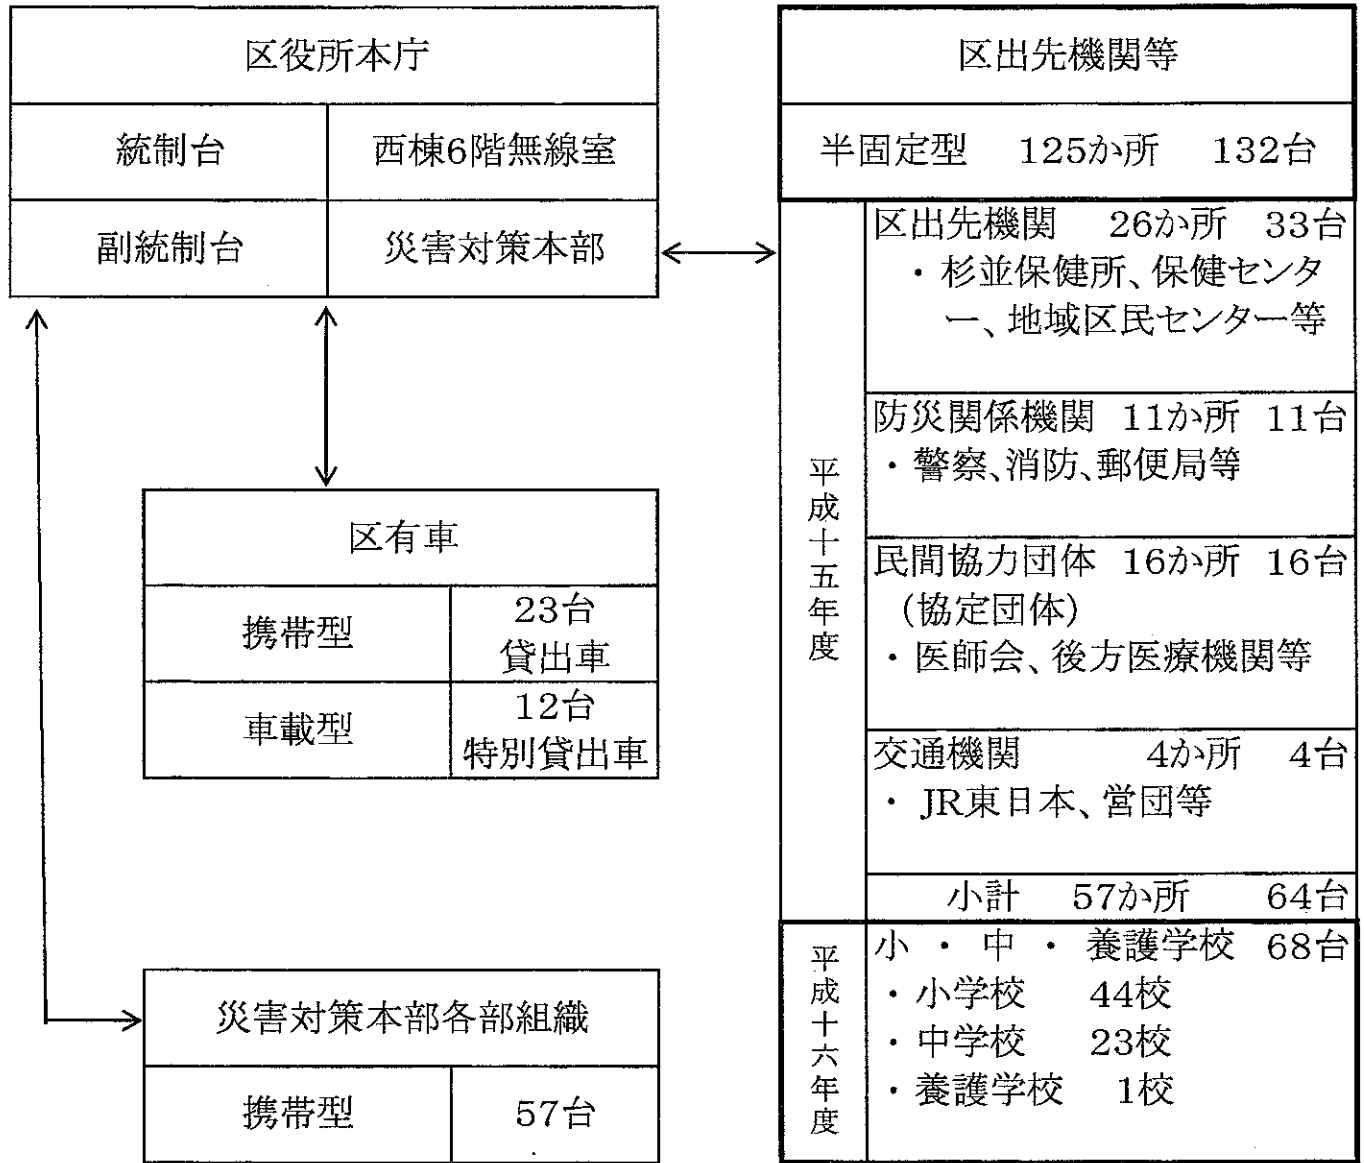 区役所本庁
統制台 西棟6階無線室
副統制台 災害対策本部
区有車
携帯型 23台
貸出車
車載型 12台
特別貸出車
災害対策本部各部組織
携帯型 57台
区出先機関等
半固定型 125か所 132台
平成十五年度
区出先機関 26か所 33台
・杉並保健所、保健センタ
ー、地域区民センター等
防災関係機関 11か所 11台
・警察、消防、郵便局等
民間協力団体 16か所 16台
(協定団体)
・医師会、後方医療機関等
交通機関 4か所 4台
・JR東日本、営団等
小計 57か所 64台
平成十六年度
小・中・養護学校 68台
・小学校 44校
・中学校 23校
・養護学校 1校